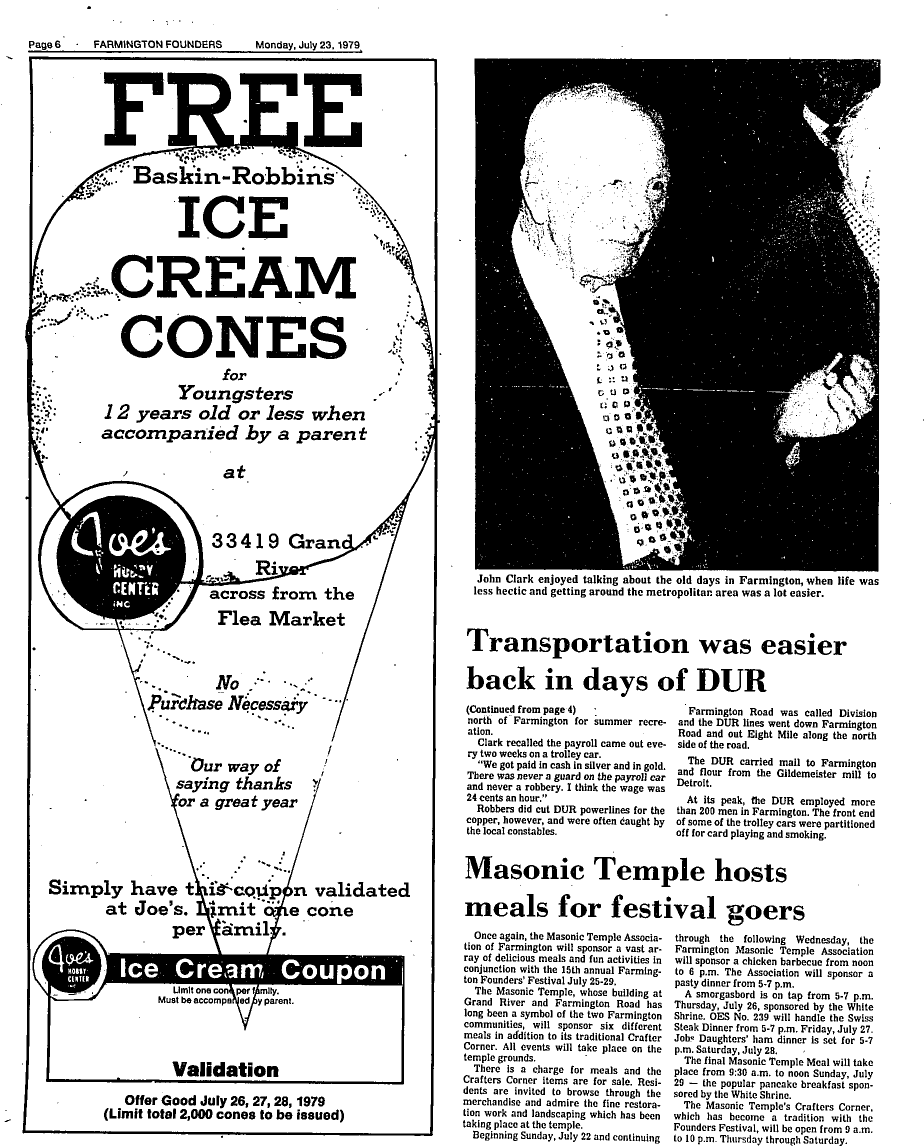 Page 6 FARMINGTON FOUNDERS Monday, July 23, 1979
FREE
Baskin-Robbins
ICE
CREAM
CONES
for
Youngsters
12 years old or less when
accompanied by a parent
at
Joe's
HOBBY
CENTER
INC
33419 Grand
River
across from the
Flea Market
No
Purchase Necessary
Our way of
saying thanks
for a great year
Simply have this coupon validated
at Joe's. Limit one cone
per family.
Joe's
HOBBY
CENTER
INC
Ice Cream Coupon
Limit one cone per family.
Must be accompanied by parent.
Validation
Offer Good July 26, 27, 28, 1979
(Limit total 2,000 cones to be issued)
John Clark enjoyed talking about the old days in Farmington, when life was
less hectic and getting around the metropolitan area was a lot easier.
Transportation was easier
back in days of DUR
(Continued from page 4)
north of Farmington for summer recre-
ation.
Clark recalled the payroll came out eve-
ry two weeks on a trolley car.
"We got paid in cash in silver and in gold.
There was never a guard on the payroll car
and never a robbery. I think the wage was
24 cents an hour."
Robbers did cut DUR powerlines for the
copper, however, and were often caught by
the local constables.
Farmington Road was called Division
and the DUR lines went down Farmington
Road and out Eight Mile along the north
side of the road.
The DUR carried mail to Farmington
and flour from the Gildemeister mill to
Detroit.
At its peak, the DUR employed more
than 200 men in Farmington. The front end
of some of the trolley cars were partitioned
off for card playing and smoking.
Masonic Temple hosts
meals for festival goers
Once again, the Masonic Temple Associa-
tion of Farmington will sponsor a vast ar-
ray of delicious meals and fun activities in
conjunction with the 15th annual Farming-
ton Founders' Festival July 25-29.
The Masonic Temple, whose building at
Grand River and Farmington Road has
long been a symbol of the two Farmington
communities, will sponsor six different
meals in addition to its traditional Crafter
Corner. All events will take place on the
temple grounds.
There is a charge for meals and the
Crafters Corner items are for sale. Resi-
dents are invited to browse through the
merchandise and admire the fine restora-
tion work and landscaping which has been
taking place at the temple.
Beginning Sunday, July 22 and continuing
through the following Wednesday, the
Farmington Masonic Temple Association
will sponsor a chicken barbecue from noon
to 6 p.m. The Association will sponsor a
pasty dinner from 5-7 p.m.
A smorgasbord is on tap from 5-7 p.m.
Thursday, July 26, sponsored by the White
Shrine. OES No. 239 will handle the Swiss
Steak Dinner from 5-7 p.m. Friday, July 27.
Jobs Daughters' ham dinner is set for 5-7
p.m. Saturday, July 28.
The final Masonic Temple Meal will take
place from 9:30 a.m. to noon Sunday, July
29 — the popular pancake breakfast spon-
sored by the White Shrine.
The Masonic Temple's Crafters Corner,
which has become a tradition with the
Founders Festival, will be open from 9 a.m.
to 10 p.m. Thursday through Saturday.